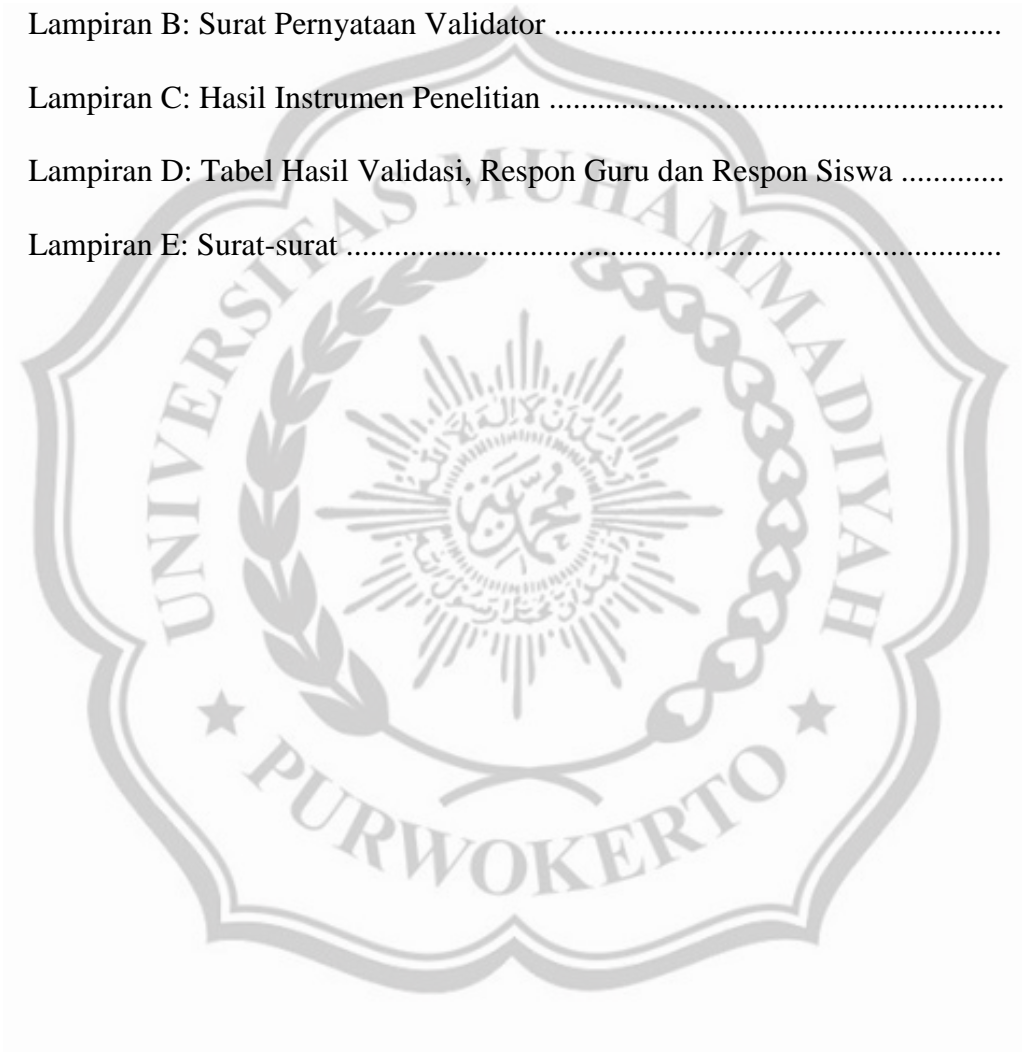 Lampiran B: Surat Pernyataan Validator .........................................................
Lampiran C: Hasil Instrumen Penelitian ..........................................................
Lampiran D: Tabel Hasil Validasi, Respon Guru dan Respon Siswa .............
Lampiran E: Surat-surat ...................................................................................
UNIVERSITAS MUHAMMADIYAH
PURWOKERTO